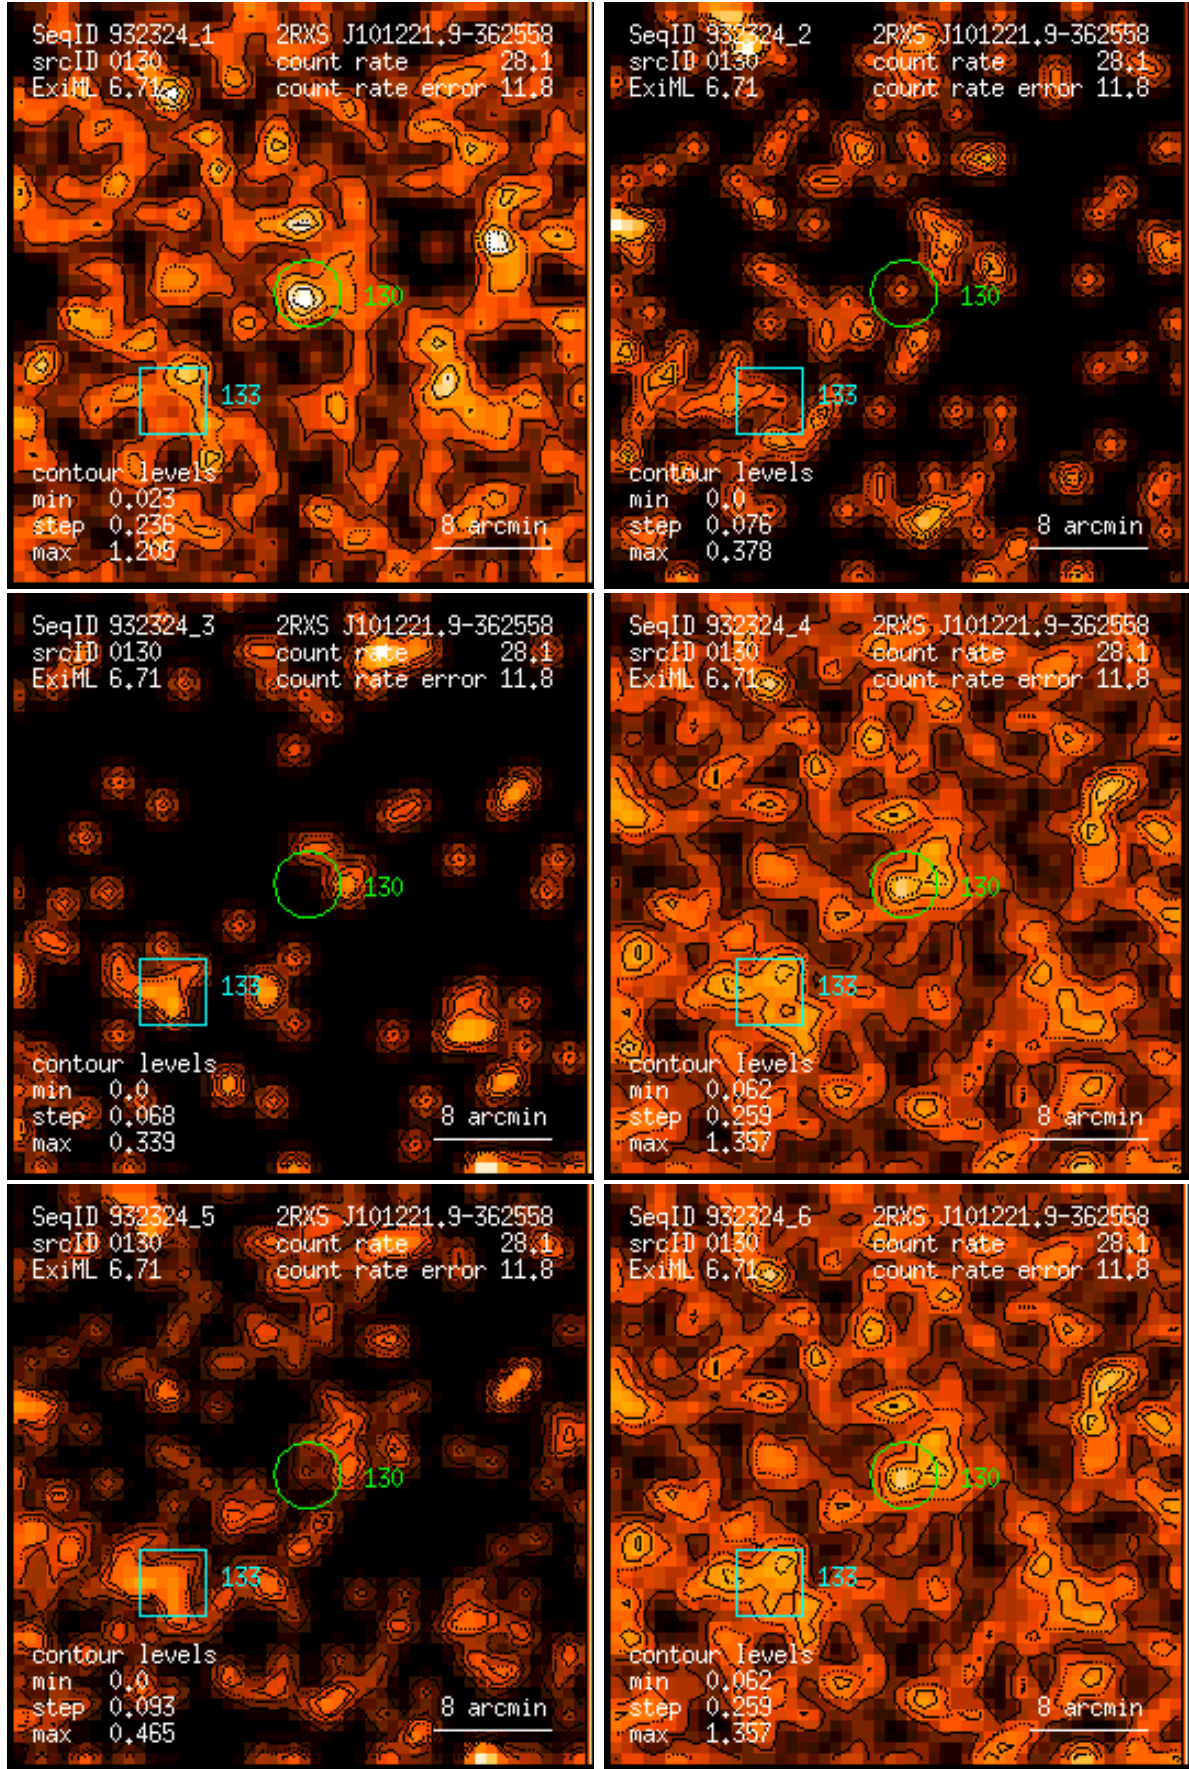 SeqID 932324_1 2RXS J101221.9-362558
srcID 0130 count rate 28.1
ExiML 6.71 count rate error 11.8
130
133
contour levels
min 0.023
step 0.236 8 arcmin
max 1.205
SeqID 932324_2 2RXS J101221.9-362558
srcID 0130 count rate 28.1
ExiML 6.71 count rate error 11.8
130
133
contour levels
min 0.0
step 0.076 8 arcmin
max 0.378
SeqID 932324_3 2RXS J101221.9-362558
srcID 0130 count rate 28.1
ExiML 6.71 count rate error 11.8
130
133
contour levels
min 0.0
step 0.068 8 arcmin
max 0.339
SeqID 932324_4 2RXS J101221.9-362558
srcID 0130 count rate 28.1
ExiML 6.71 count rate error 11.8
130
133
contour levels
min 0.062
step 0.259 8 arcmin
max 1.357
SeqID 932324_5 2RXS J101221.9-362558
srcID 0130 count rate 28.1
ExiML 6.71 count rate error 11.8
130
133
contour levels
min 0.0
step 0.093 8 arcmin
max 0.465
SeqID 932324_6 2RXS J101221.9-362558
srcID 0130 count rate 28.1
ExiML 6.71 count rate error 11.8
130
133
contour levels
min 0.062
step 0.259 8 arcmin
max 1.357